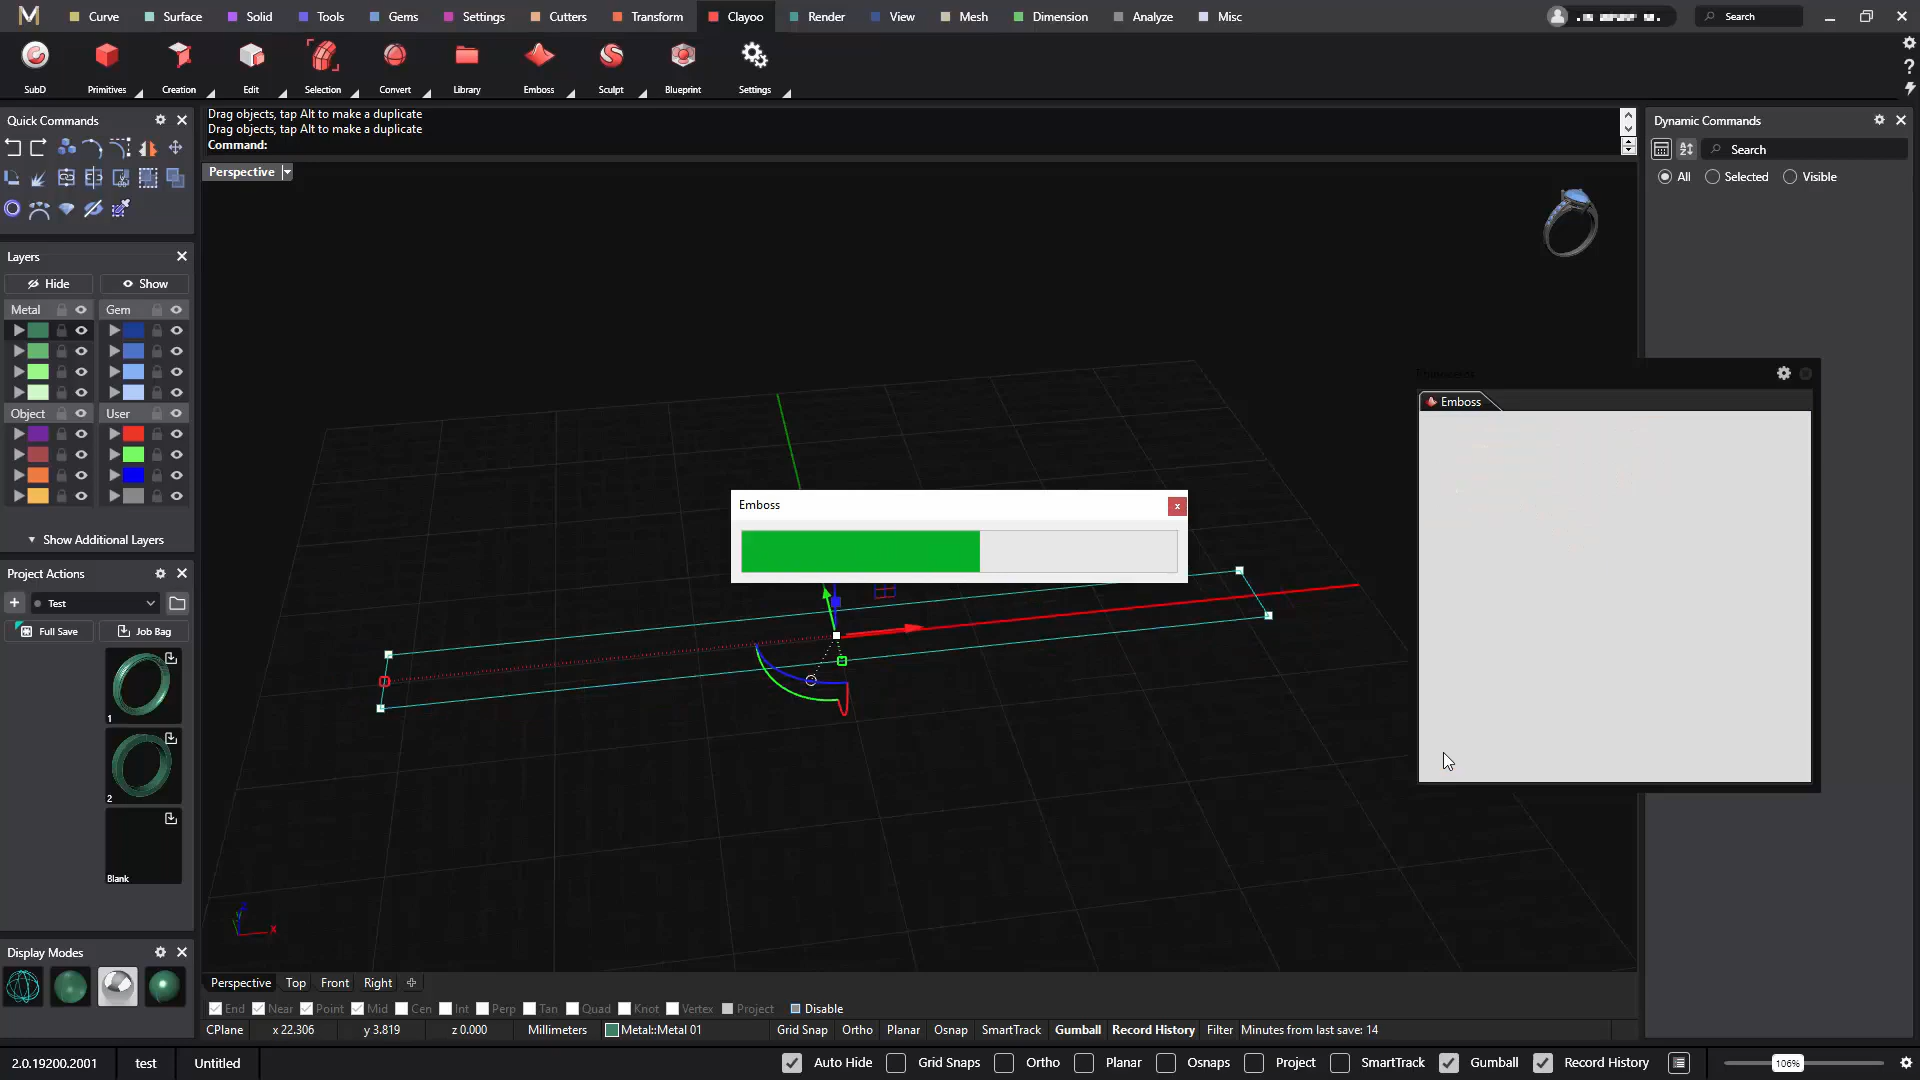 Curve Surface Solid Tools Gems Settings Cutters Transform Clayoo Render View Mesh Dimension Analyze Misc Search
SubD Primitives Creation Edit Selection Convert Library Emboss Sculpt Blueprint Settings
Quick Commands
Drag objects, tap Alt to make a duplicate
Drag objects, tap Alt to make a duplicate
Command:
Perspective
Dynamic Commands
Search
All Selected Visible
Layers
Hide Show
Metal Gem
Object User
Show Additional Layers
Project Actions
Test
Full Save Job Bag
1
2
Blank
Display Modes
Emboss
x
Emboss
z
y
x
Perspective Top Front Right
End Near Point Mid Cen Int Perp Tan Quad Knot Vertex Project Disable
CPlane x 22.306 y 3.819 z 0.000 Millimeters Metal::Metal 01 Grid Snap Ortho Planar Osnap SmartTrack Gumball Record History Filter Minutes from last save: 14
2.0.19200.2001 test Untitled Auto Hide Grid Snaps Ortho Planar Osnaps Project SmartTrack Gumball Record History 106%